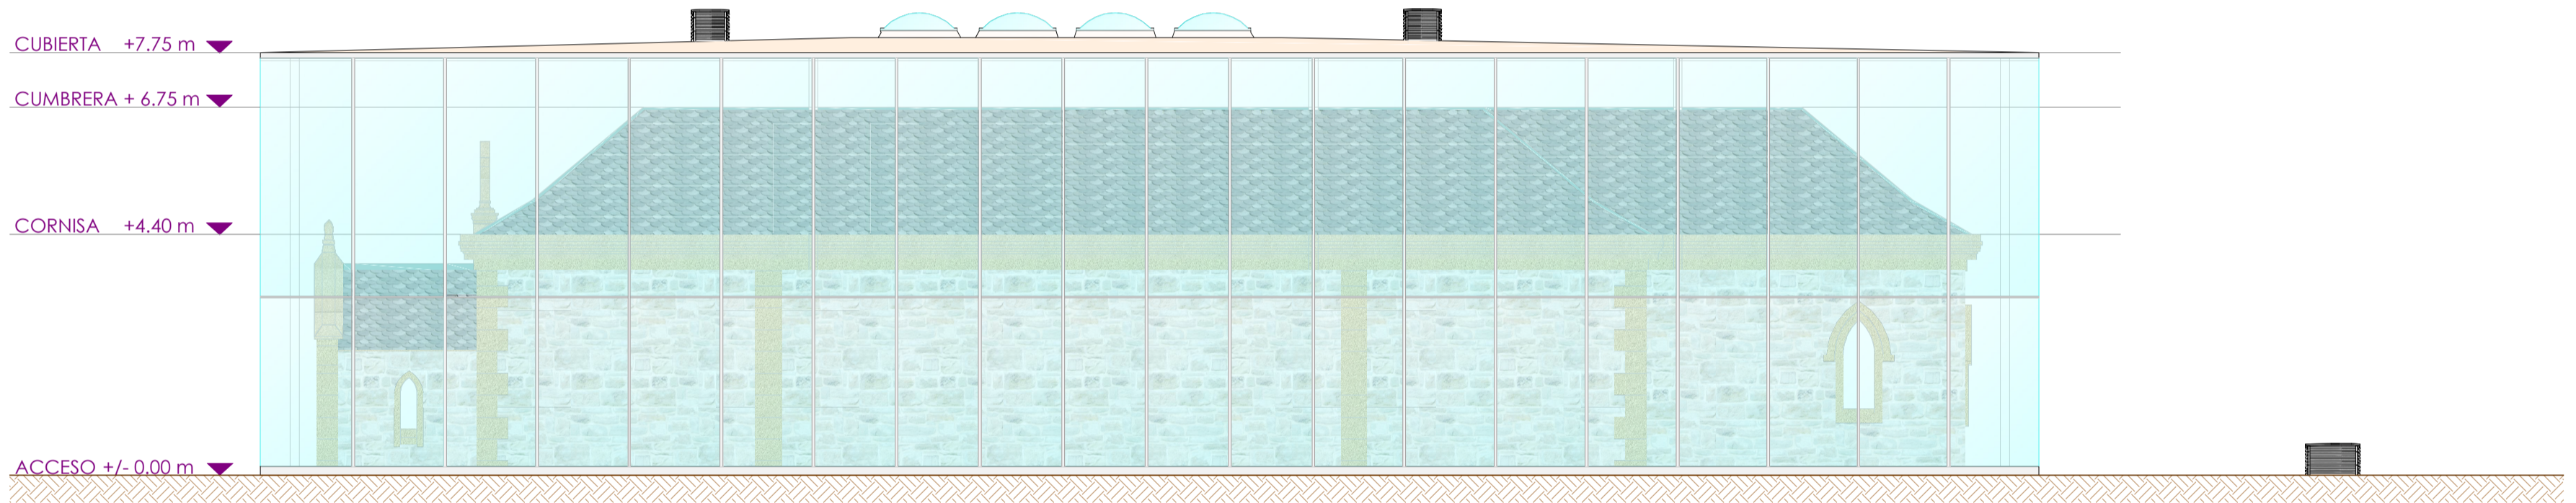 CUBIERTA +7.75 m
CUMBRERA + 6.75 m
CORNISA +4.40 m
ACCESO +/- 0.00 m